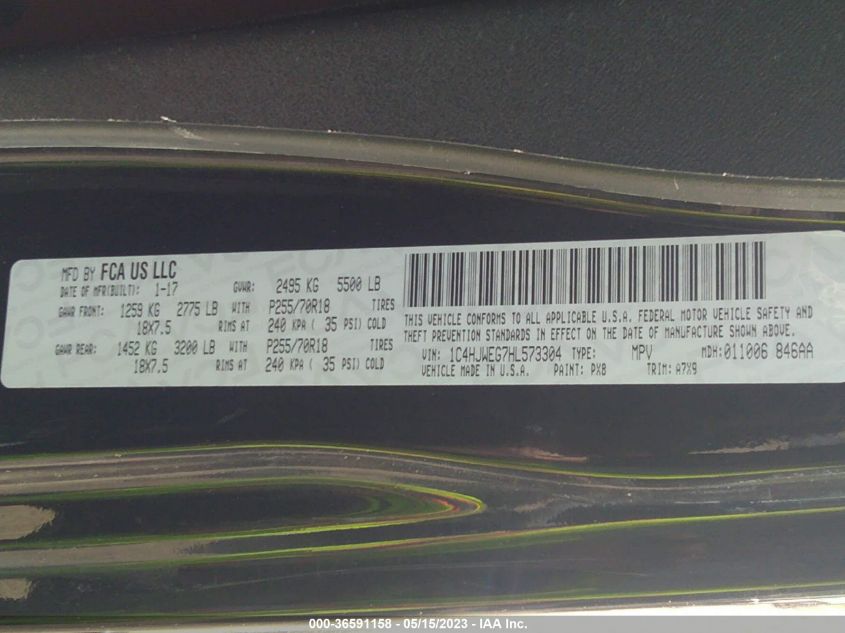 MFD BY FCA US LLC
DATE OF MFR(BUILT): 1-17 GVWR: 2495 KG 5500 LB
GAWR FRONT: 1259 KG 2775 LB WITH P255/70R18 TIRES
18X7.5 RIMS AT 240 KPA ( 35 PSI) COLD
GAWR REAR: 1452 KG 3200 LB WITH P255/70R18 TIRES
18X7.5 RIMS AT 240 KPA ( 35 PSI) COLD
THIS VEHICLE CONFORMS TO ALL APPLICABLE U.S.A. FEDERAL MOTOR VEHICLE SAFETY AND
THEFT PREVENTION STANDARDS IN EFFECT ON THE DATE OF MANUFACTURE SHOWN ABOVE.
VIN: 1C4HJWEG7HL573304 TYPE: MPV MDH:011006 846AA
VEHICLE MADE IN U.S.A. PAINT: PX8 TRIM: A7X9
000-36591158 - 05/15/2023 - IAA Inc.